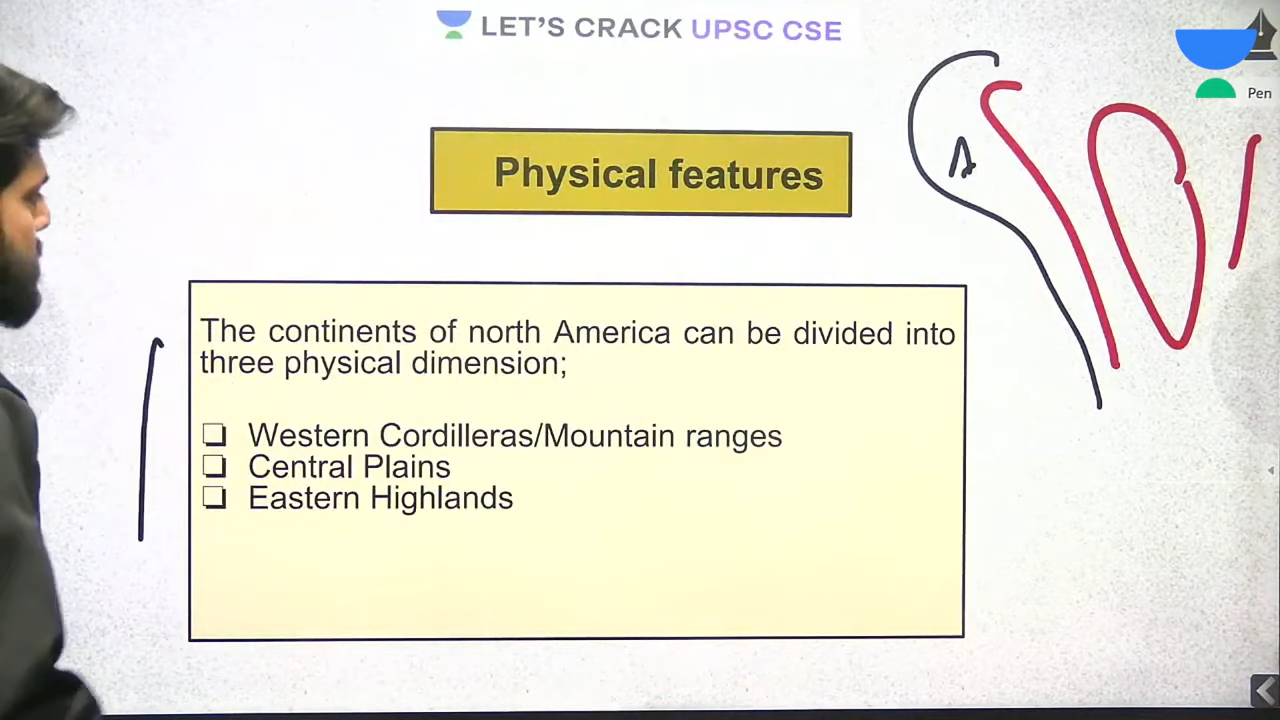 LET'S CRACK UPSC CSE
Pen
Physical features
A
The continents of north America can be divided into
three physical dimension;
❑ Western Cordilleras/Mountain ranges
❑ Central Plains
❑ Eastern Highlands